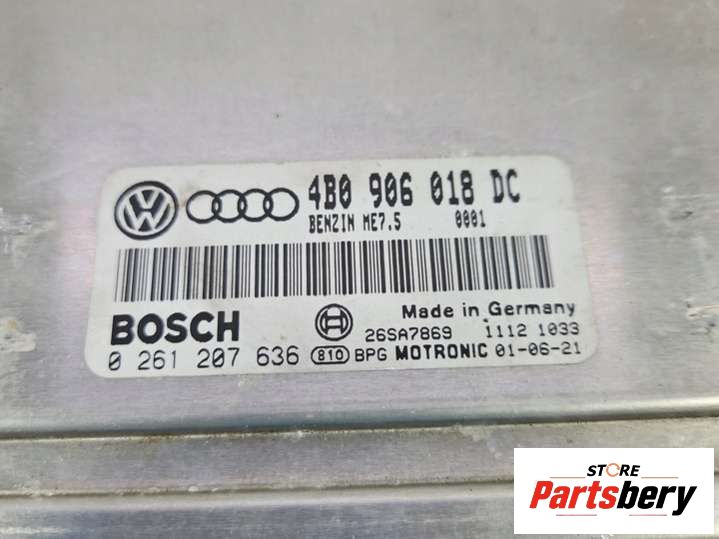 4B0 906 018 DC
BENZIN ME7.5 0001
Made in Germany
BOSCH
26SA7869 1112 1033
0 261 207 636 810 BPG MOTRONIC 01-06-21
STORE
Partsbery